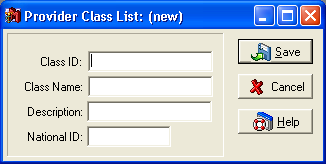 Provider Class List: (new)
Class ID:
Save
Class Name:
Cancel
Description:
Help
National ID: